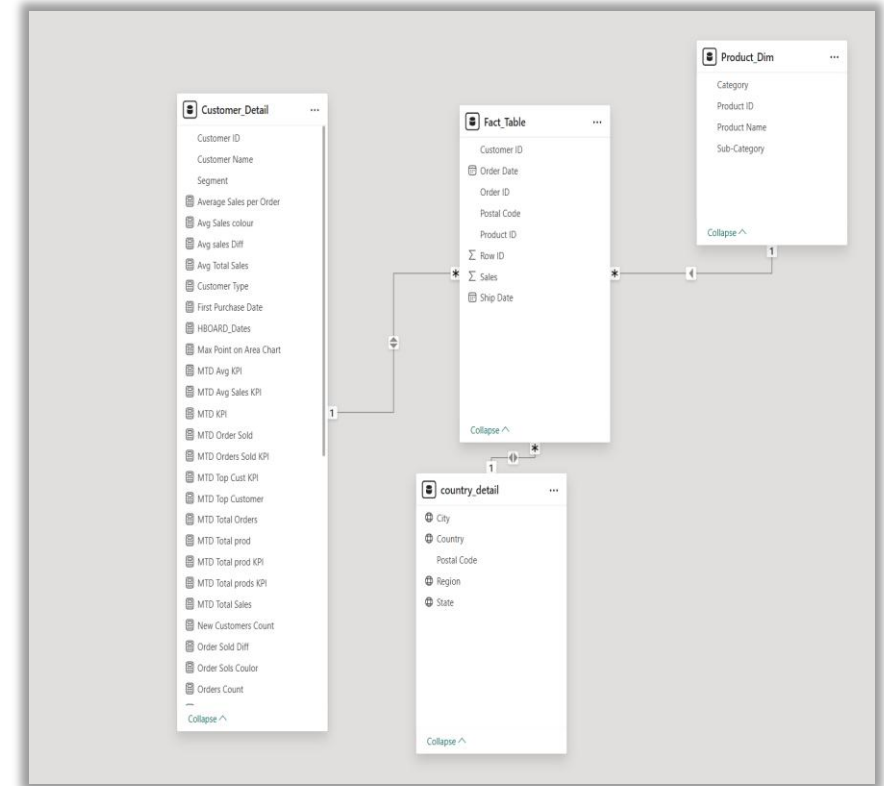 Customer_Detail
Customer ID
Customer Name
Segment
Average Sales per Order
Avg Sales colour
Avg sales Diff
Avg Total Sales
Customer Type
First Purchase Date
HBOARD_Dates
Max Point on Area Chart
MTD Avg KPI
MTD Avg Sales KPI
MTD KPI
MTD Order Sold
MTD Orders Sold KPI
MTD Top Cust KPI
MTD Top Customer
MTD Total Orders
MTD Total prod
MTD Total prod KPI
MTD Total prods KPI
MTD Total Sales
New Customers Count
Order Sold Diff
Order Sols Coulor
Orders Count
Collapse
1
*
Fact_Table
Customer ID
Order Date
Order ID
Postal Code
Product ID
Row ID
Sales
Ship Date
Collapse
*
*
1
Product_Dim
Category
Product ID
Product Name
Sub-Category
Collapse
1
country_detail
City
Country
Postal Code
Region
State
Collapse